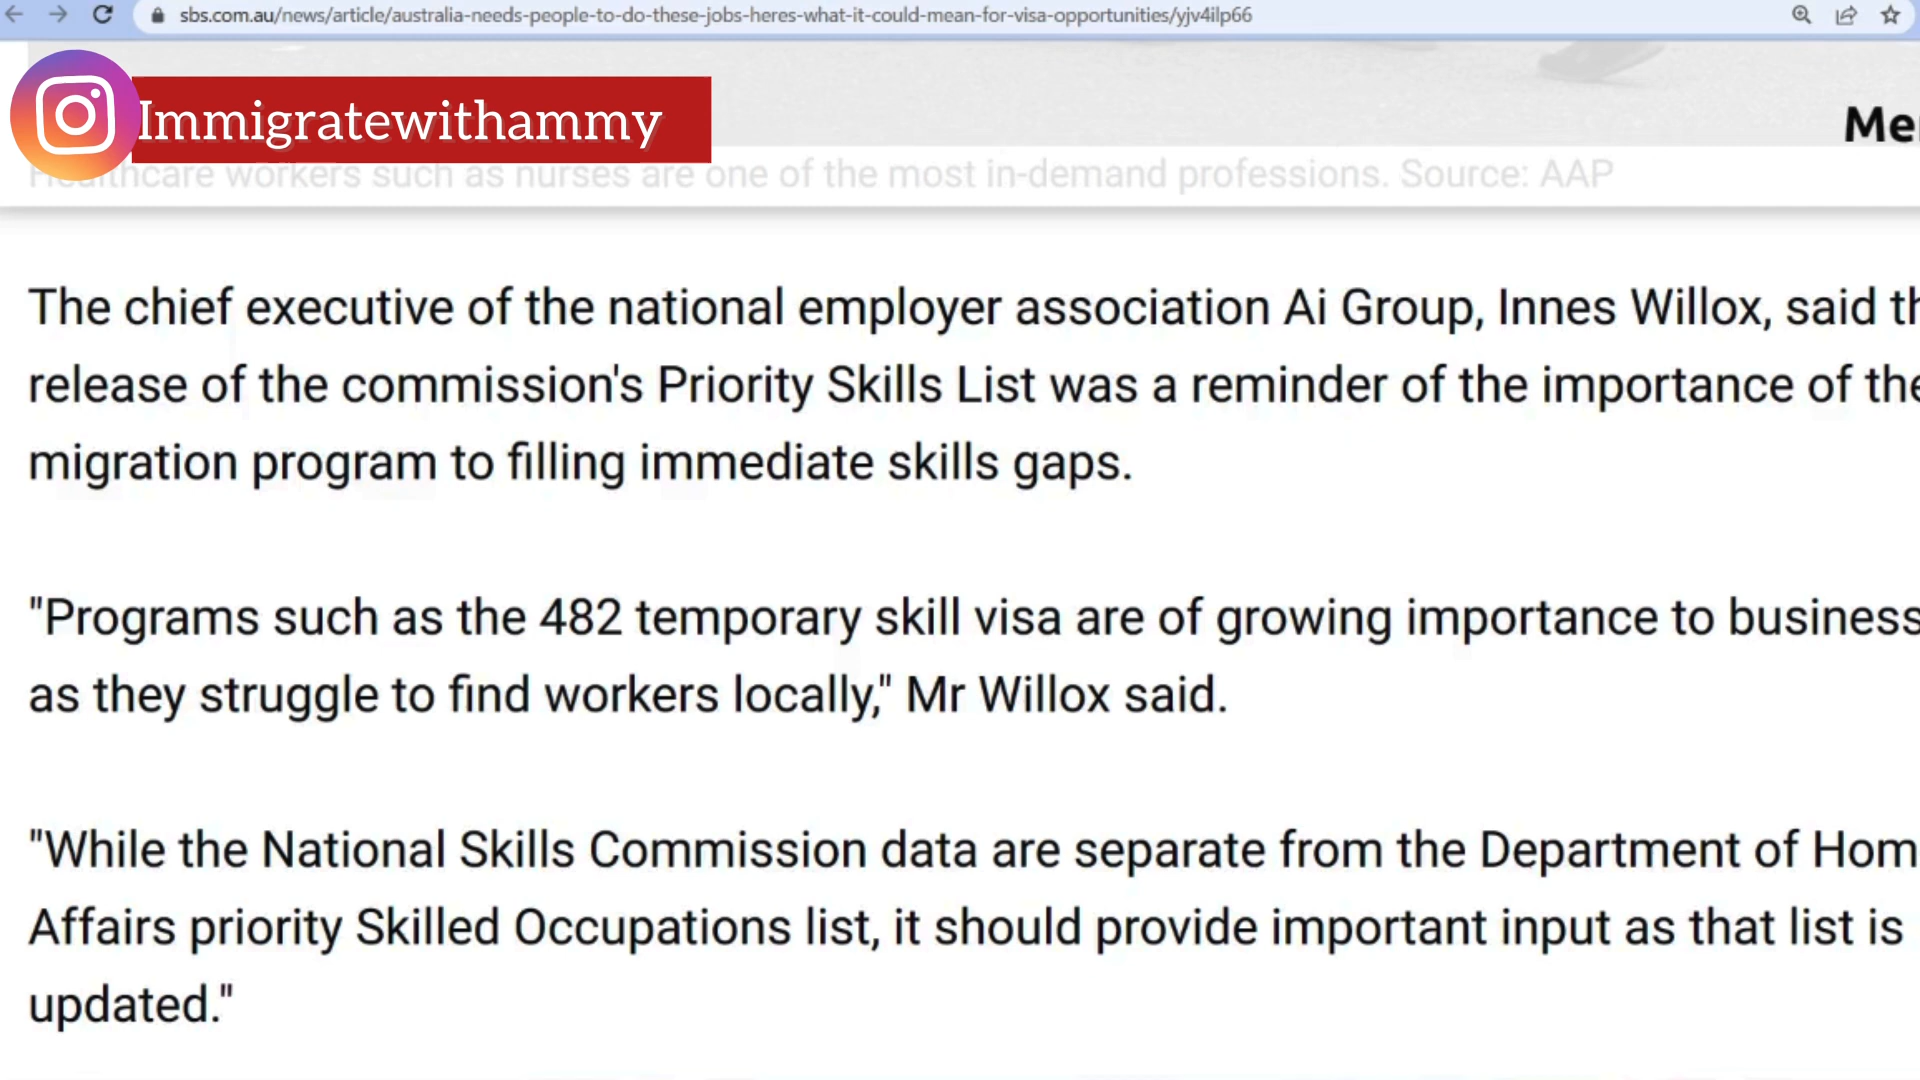 sbs.com.au/news/article/australia-needs-people-to-do-these-jobs-heres-what-it-could-mean-for-visa-opportunities/yjv4ilp66
Immigratewithammy
Me
Healthcare workers such as nurses are one of the most in-demand professions. Source: AAP
The chief executive of the national employer association Ai Group, Innes Willox, said th
release of the commission's Priority Skills List was a reminder of the importance of the
migration program to filling immediate skills gaps.
"Programs such as the 482 temporary skill visa are of growing importance to business
as they struggle to find workers locally," Mr Willox said.
"While the National Skills Commission data are separate from the Department of Hom
Affairs priority Skilled Occupations list, it should provide important input as that list is
updated."